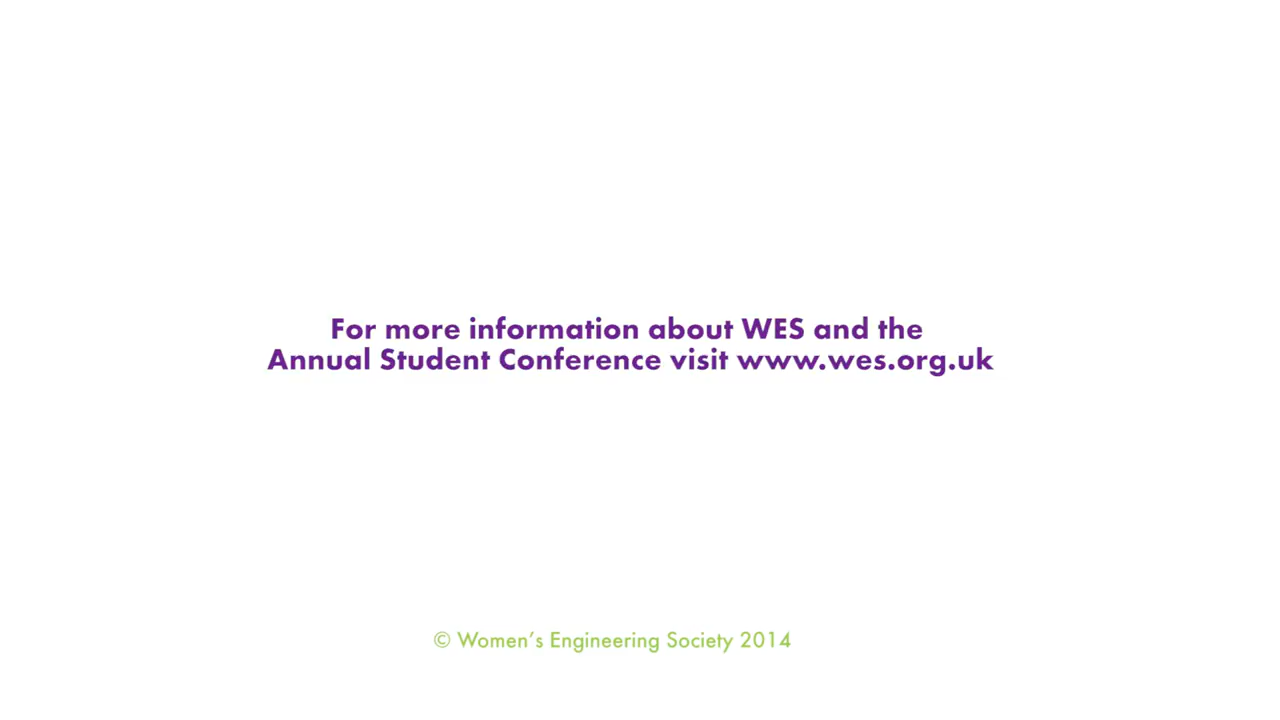 For more information about WES and the
Annual Student Conference visit www.wes.org.uk
© Women’s Engineering Society 2014